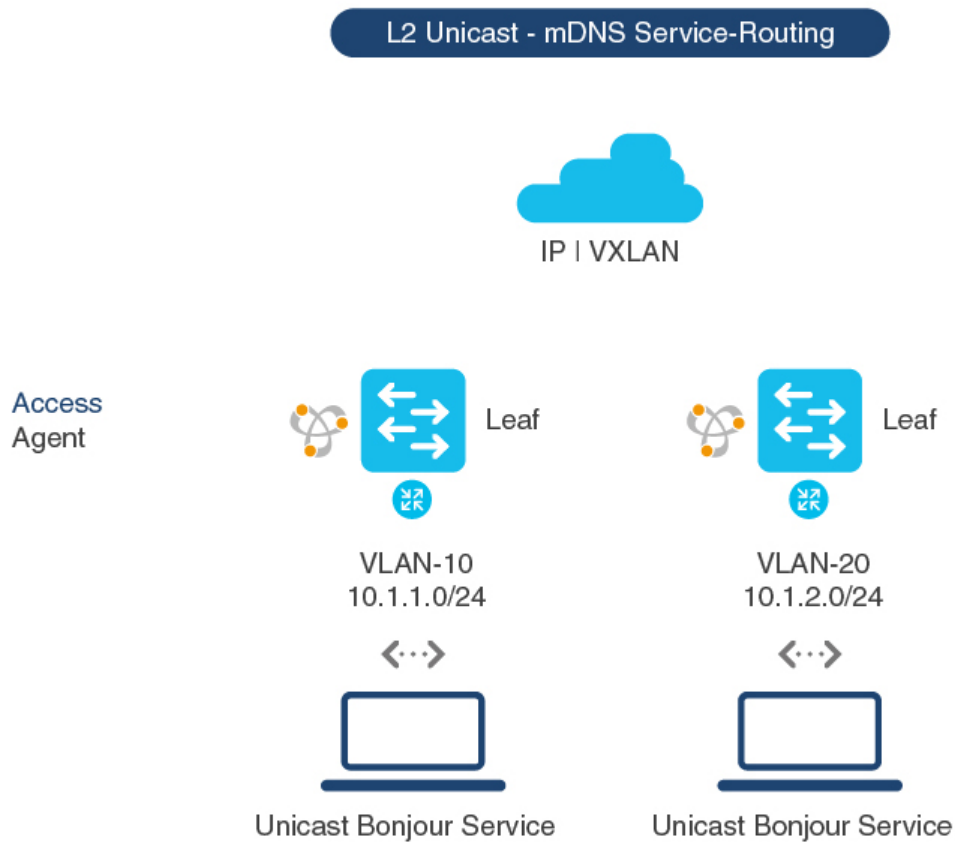 L2 Unicast - mDNS Service-Routing
IP | VXLAN
Access
Agent
Leaf
Leaf
VLAN-10
10.1.1.0/24
VLAN-20
10.1.2.0/24
Unicast Bonjour Service
Unicast Bonjour Service